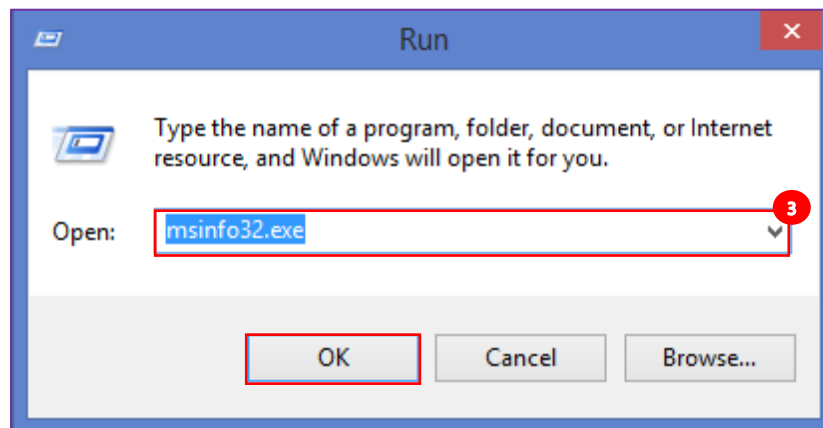 Run
Type the name of a program, folder, document, or Internet
resource, and Windows will open it for you.
3
Open: msinfo32.exe
OK Cancel Browse...